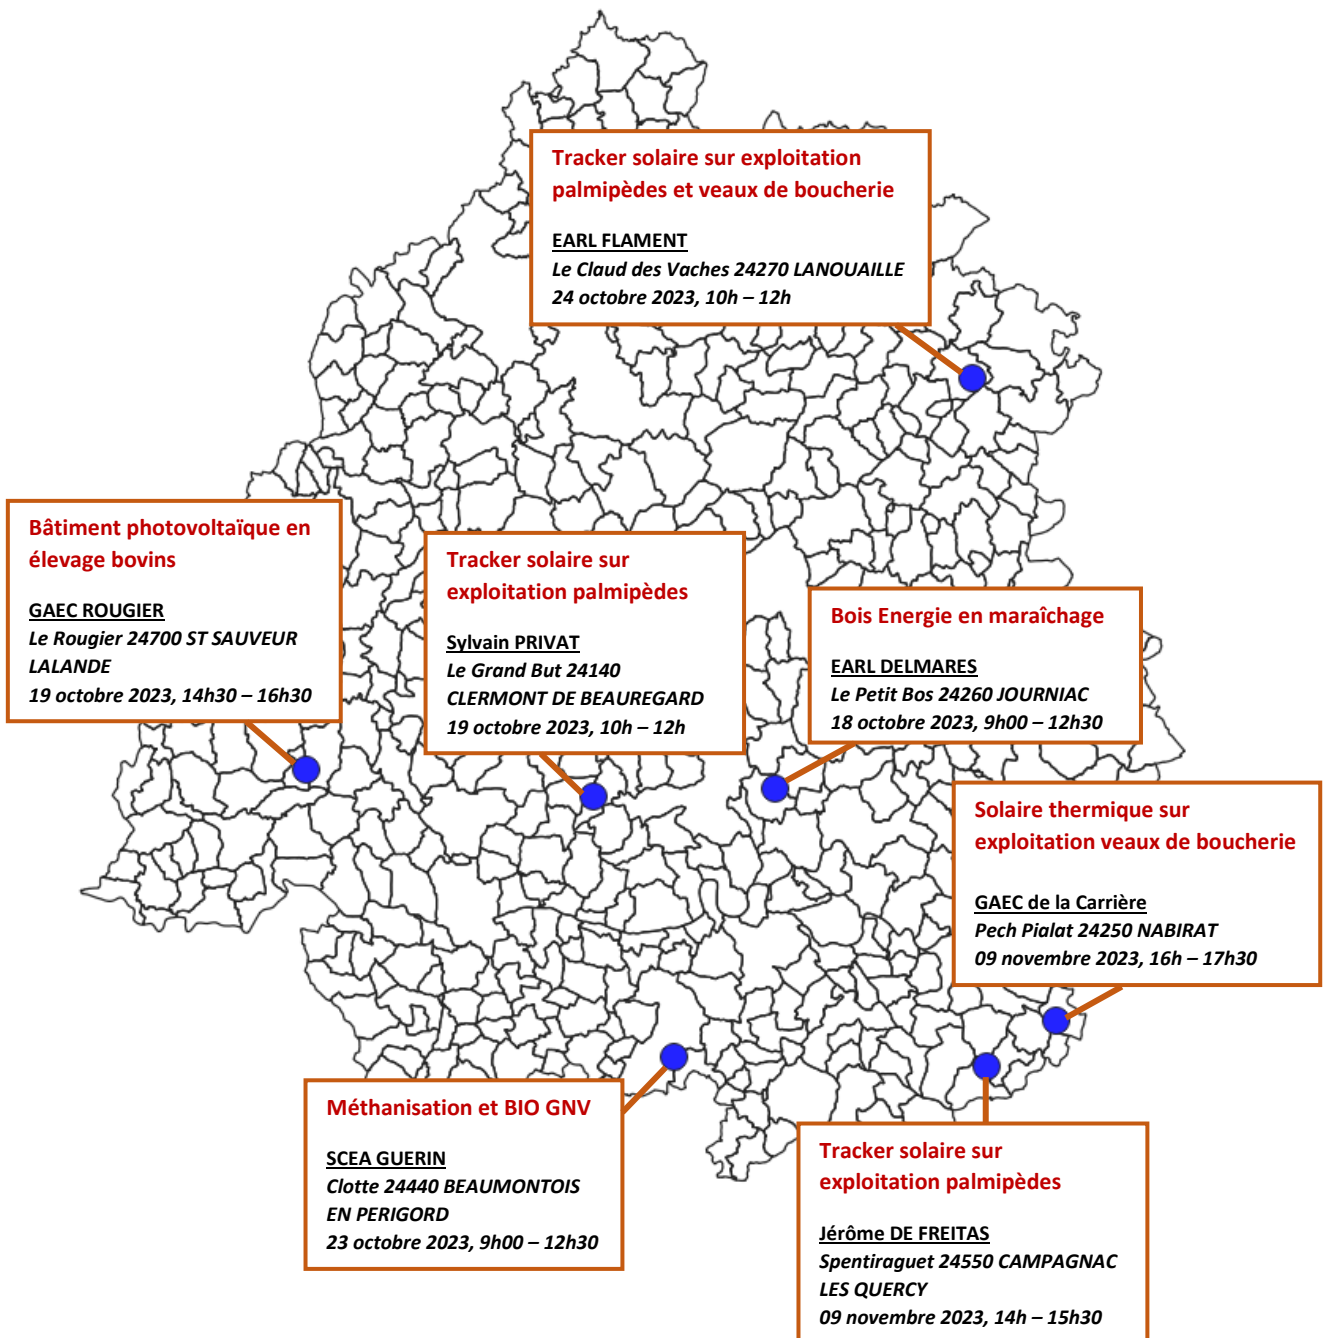 Tracker solaire sur exploitation
palmipèdes et veaux de boucherie
EARL FLAMENT
Le Claud des Vaches 24270 LANOUAILLE
24 octobre 2023, 10h – 12h
Bâtiment photovoltaïque en
élevage bovins
GAEC ROUGIER
Le Rougier 24700 ST SAUVEUR
LALANDE
19 octobre 2023, 14h30 – 16h30
Tracker solaire sur
exploitation palmipèdes
Sylvain PRIVAT
Le Grand But 24140
CLERMONT DE BEAUREGARD
19 octobre 2023, 10h – 12h
Bois Energie en maraîchage
EARL DELMARES
Le Petit Bos 24260 JOURNIAC
18 octobre 2023, 9h00 – 12h30
Solaire thermique sur
exploitation veaux de boucherie
GAEC de la Carrière
Pech Pialat 24250 NABIRAT
09 novembre 2023, 16h – 17h30
Méthanisation et BIO GNV
SCEA GUERIN
Clotte 24440 BEAUMONTOIS
EN PERIGORD
23 octobre 2023, 9h00 – 12h30
Tracker solaire sur
exploitation palmipèdes
Jérôme DE FREITAS
Spentiraguet 24550 CAMPAGNAC
LES QUERCY
09 novembre 2023, 14h – 15h30